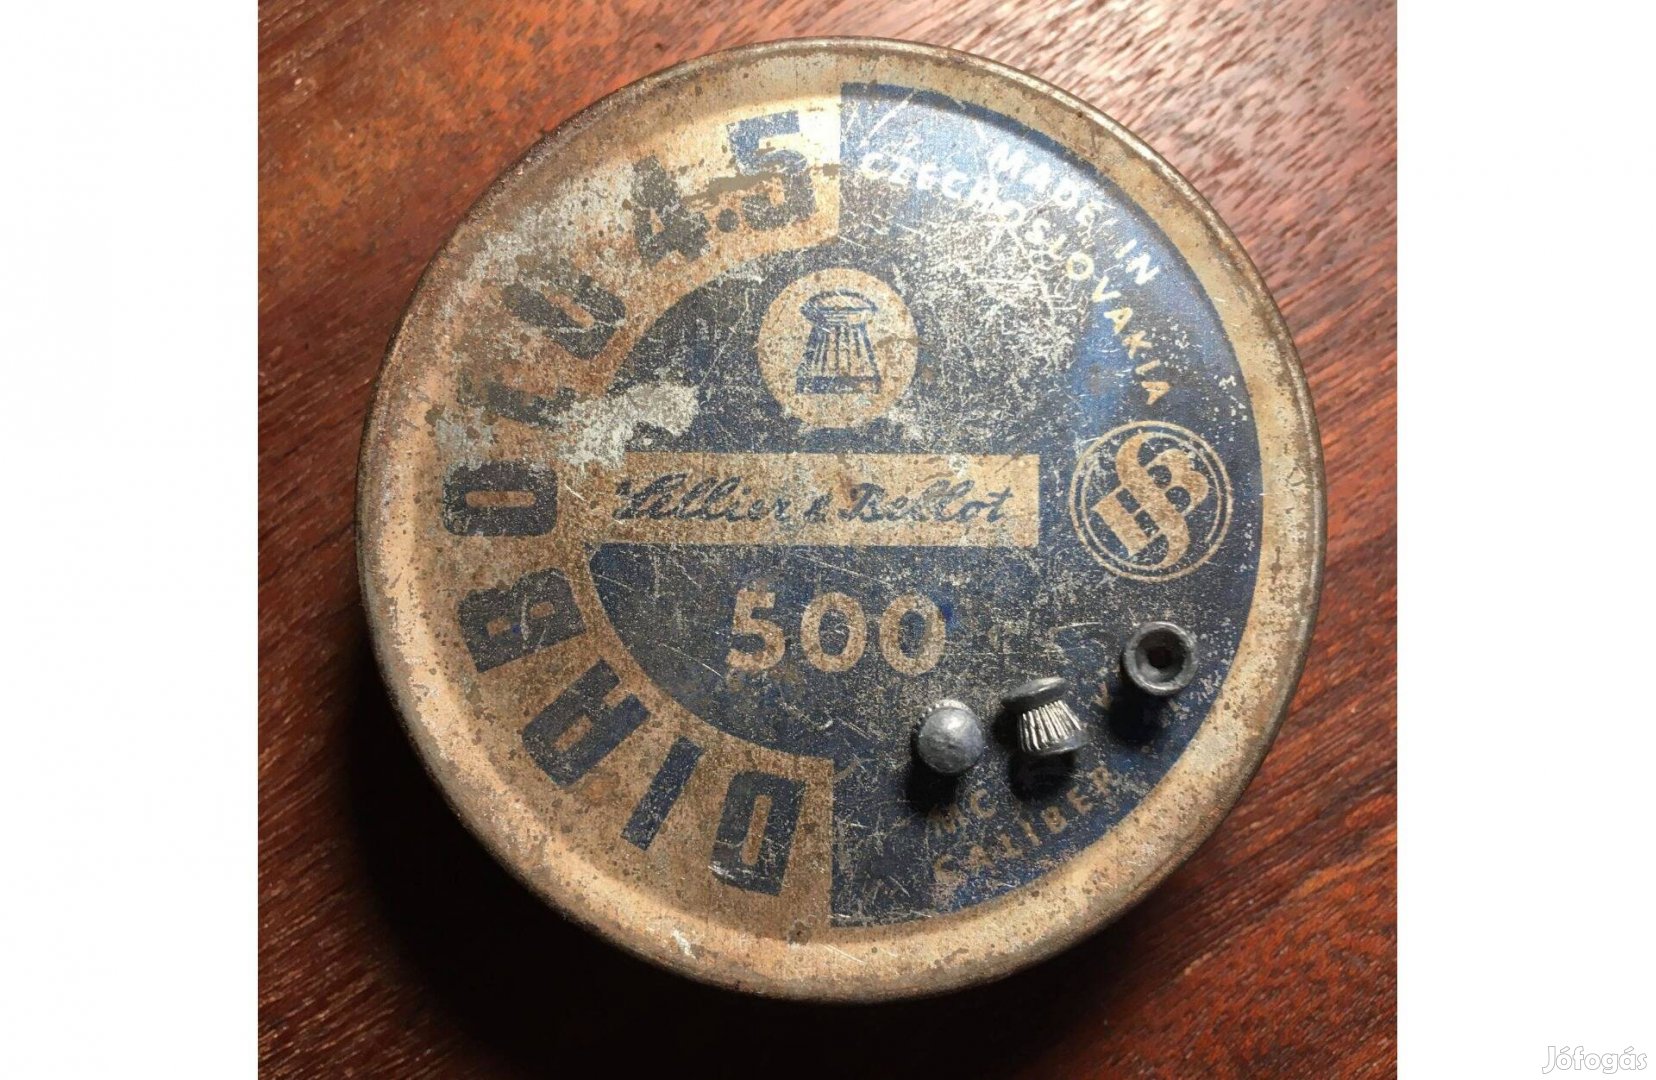 DIABOLO 4.5
MADE IN
CZECHOSLOVAKIA
Sellier & Bellot
SB
500
CALIBER
Jófogás